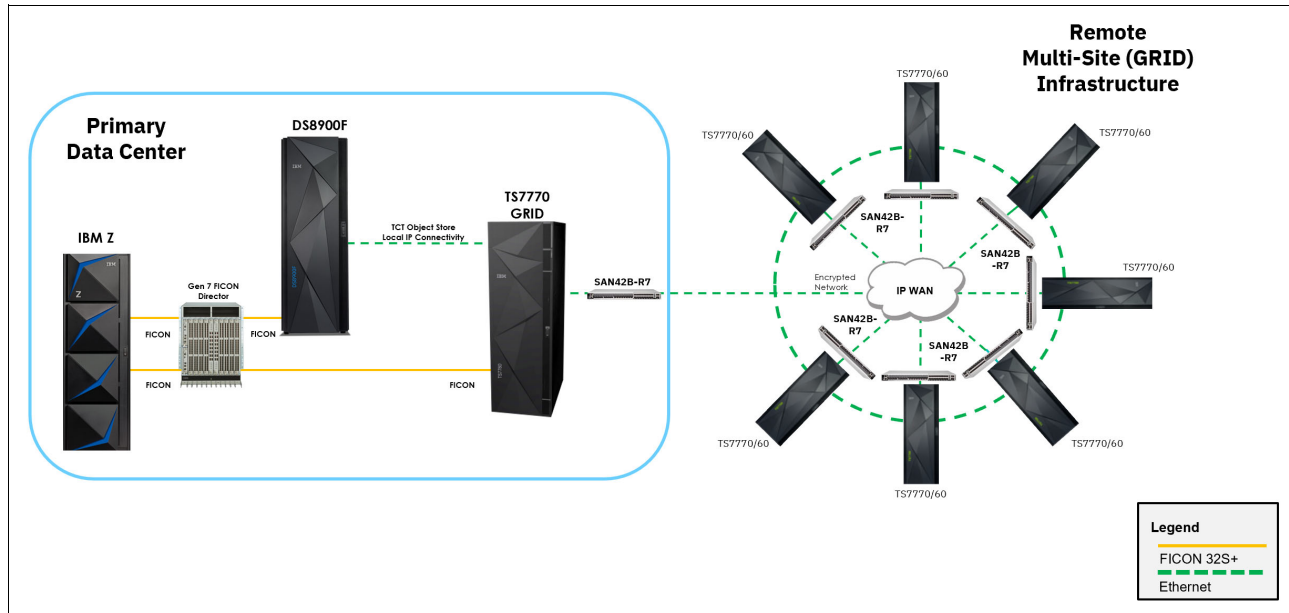 Remote
Multi-Site (GRID)
Infrastructure
Primary
Data Center
DS8900F
IBM
TS7770
GRID
TCT Object Store
Local IP Connectivity
IBM
IBM Z
IBM
Z
Gen 7 FICON
Director
FICON
FICON
FICON
FICON
SAN42B-R7
Encrypted
Network
IP WAN
TS7770/60
TS7770/60
TS7770/60
TS7770/60
TS7770/60
TS7770/60
TS7770/60
SAN42B-
R7
SAN42B
-R7
SAN42B-
R7
SAN42B
-R7
Legend
FICON 32S+
Ethernet